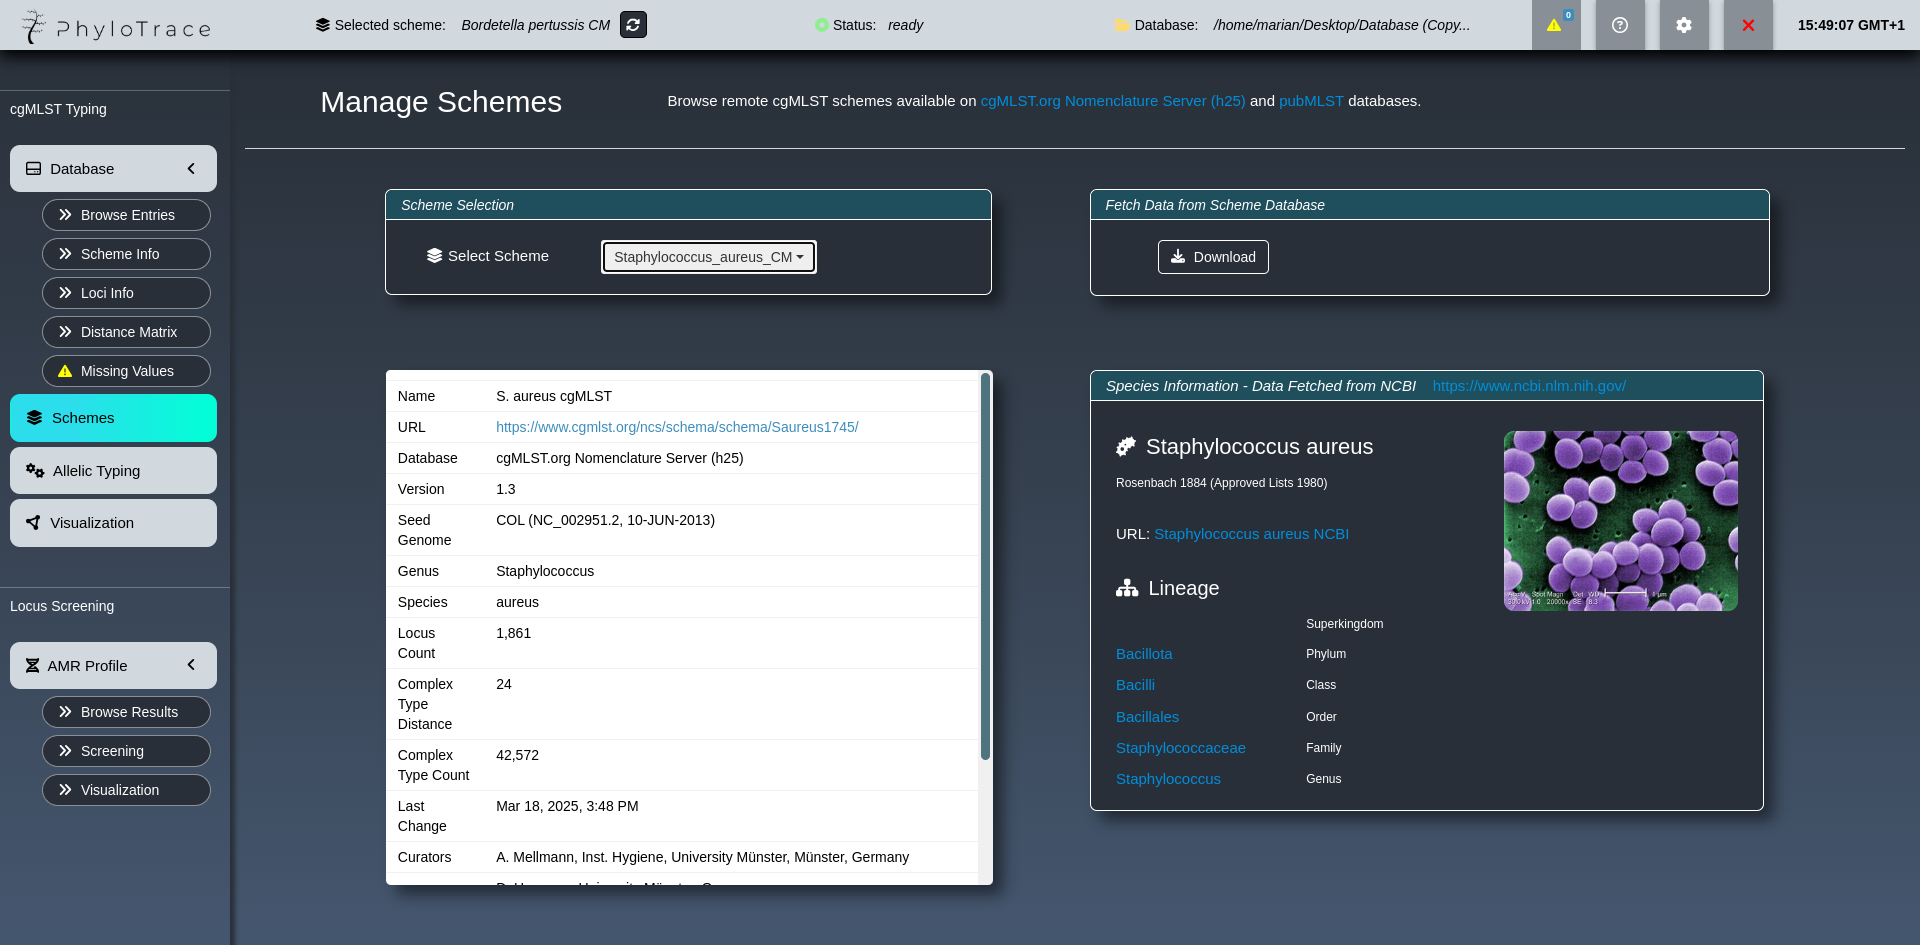 PhyloTrace
Selected scheme: Bordetella pertussis CM
Status: ready
Database: /home/marian/Desktop/Database (Copy...
0
15:49:07 GMT+1
cgMLST Typing
Database
Browse Entries
Scheme Info
Loci Info
Distance Matrix
Missing Values
Schemes
Allelic Typing
Visualization
Locus Screening
AMR Profile
Browse Results
Screening
Visualization
Manage Schemes
Browse remote cgMLST schemes available on cgMLST.org Nomenclature Server (h25) and pubMLST databases.
Scheme Selection
Select Scheme
Staphylococcus_aureus_CM
Fetch Data from Scheme Database
Download
Name S. aureus cgMLST
URL https://www.cgmlst.org/ncs/schema/schema/Saureus1745/
Database cgMLST.org Nomenclature Server (h25)
Version 1.3
Seed COL (NC_002951.2, 10-JUN-2013)
Genome
Genus Staphylococcus
Species aureus
Locus 1,861
Count
Complex 24
Type
Distance
Complex 42,572
Type Count
Last Mar 18, 2025, 3:48 PM
Change
Curators A. Mellmann, Inst. Hygiene, University Münster, Münster, Germany
Species Information - Data Fetched from NCBI https://www.ncbi.nlm.nih.gov/
Staphylococcus aureus
Rosenbach 1884 (Approved Lists 1980)
URL: Staphylococcus aureus NCBI
Lineage
Superkingdom
Bacillota Phylum
Bacilli Class
Bacillales Order
Staphylococcaceae Family
Staphylococcus Genus